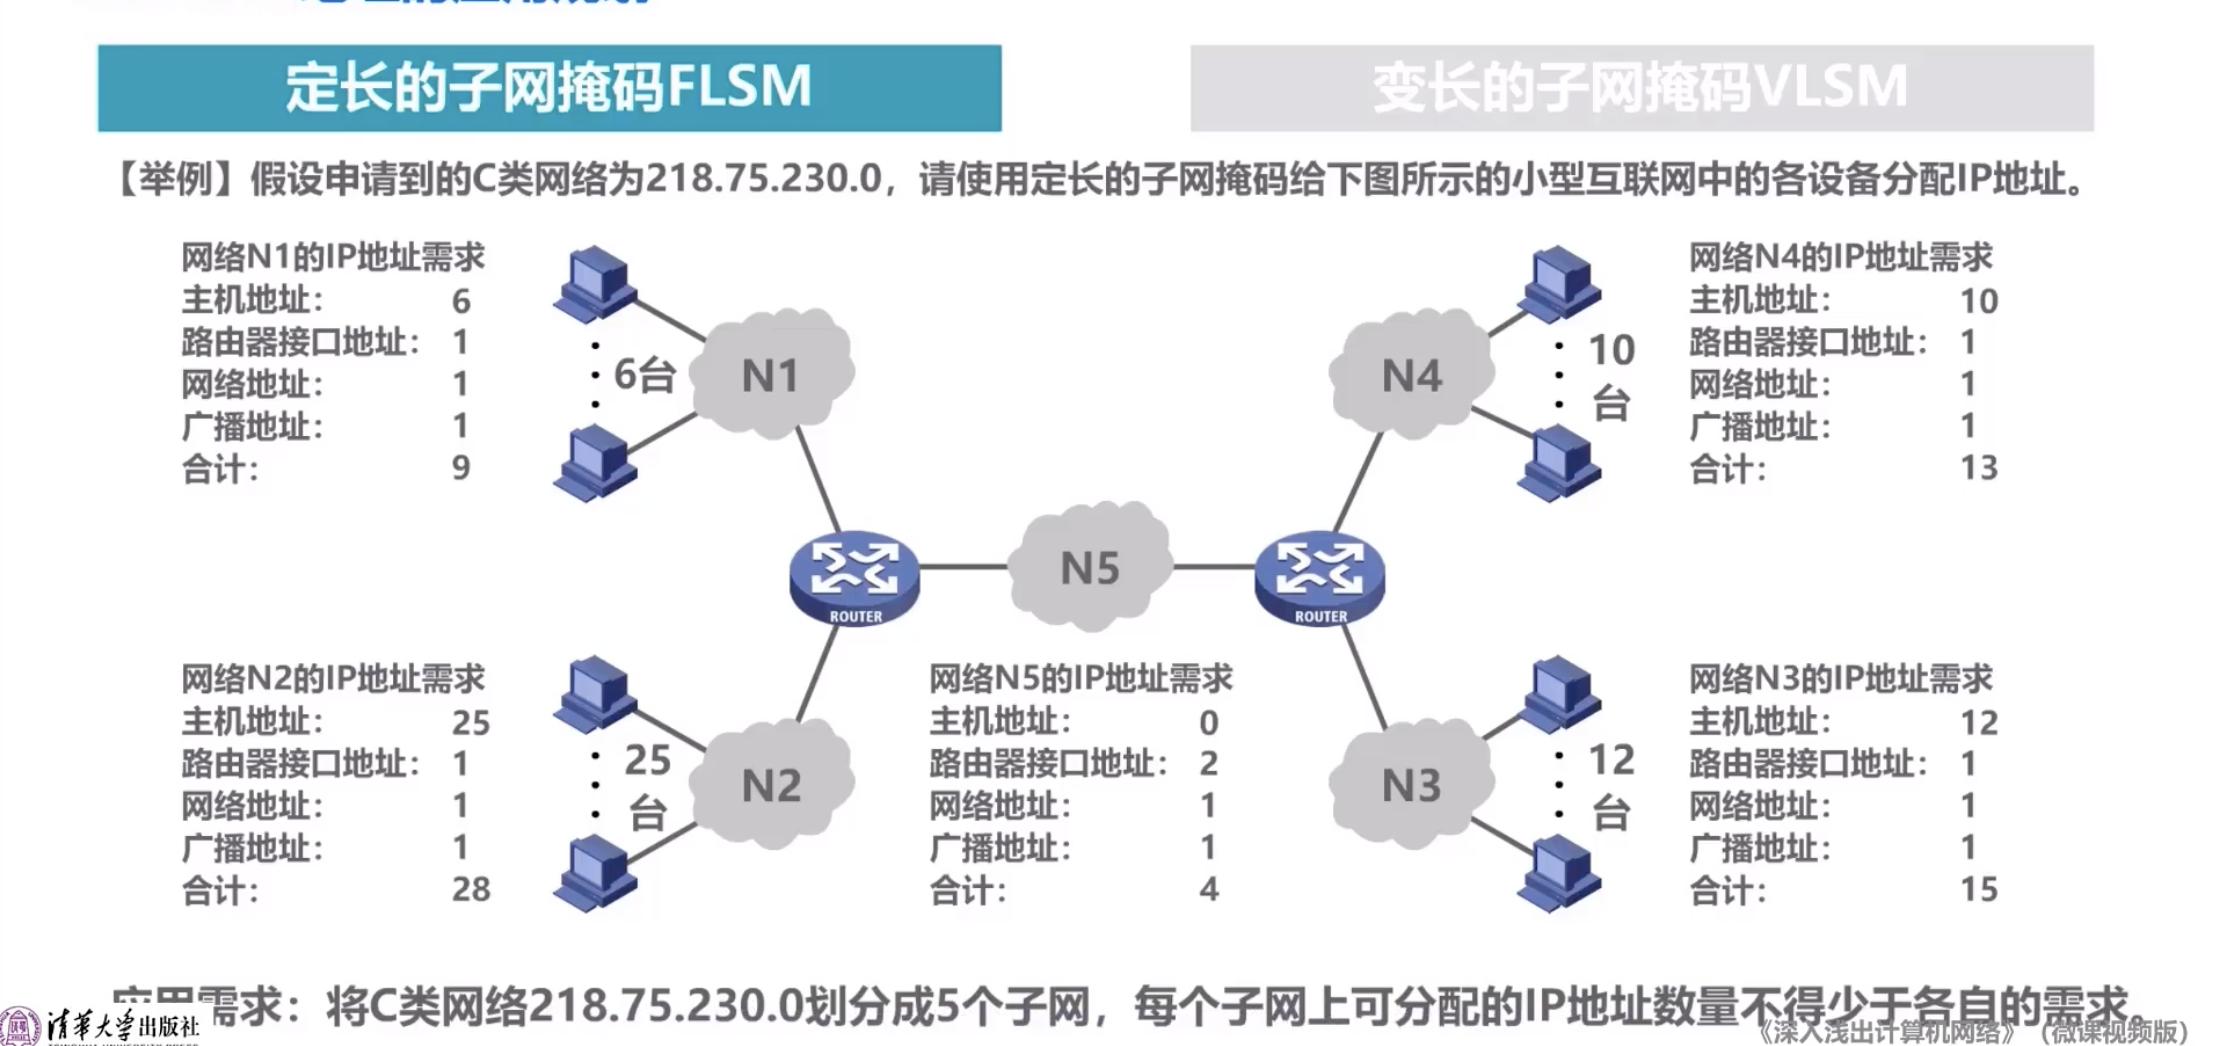 定长的子网掩码FLSM
变长的子网掩码VLSM
【举例】假设申请到的C类网络为218.75.230.0，请使用定长的子网掩码给下图所示的小型互联网中的各设备分配IP地址。
网络N1的IP地址需求
主机地址： 6
路由器接口地址： 1
网络地址： 1
广播地址： 1
合计： 9
6台
N1
N4
10
台
网络N4的IP地址需求
主机地址： 10
路由器接口地址： 1
网络地址： 1
广播地址： 1
合计： 13
ROUTER
N5
ROUTER
网络N2的IP地址需求
主机地址： 25
路由器接口地址： 1
网络地址： 1
广播地址： 1
合计： 28
25
台
N2
网络N5的IP地址需求
主机地址： 0
路由器接口地址： 2
网络地址： 1
广播地址： 1
合计： 4
N3
12
台
网络N3的IP地址需求
主机地址： 12
路由器接口地址： 1
网络地址： 1
广播地址： 1
合计： 15
需求：将C类网络218.75.230.0划分成5个子网，每个子网上可分配的IP地址数量不得少于各自的需求。
清华大学出版社
《深入浅出计算机网络》（微课视频版）